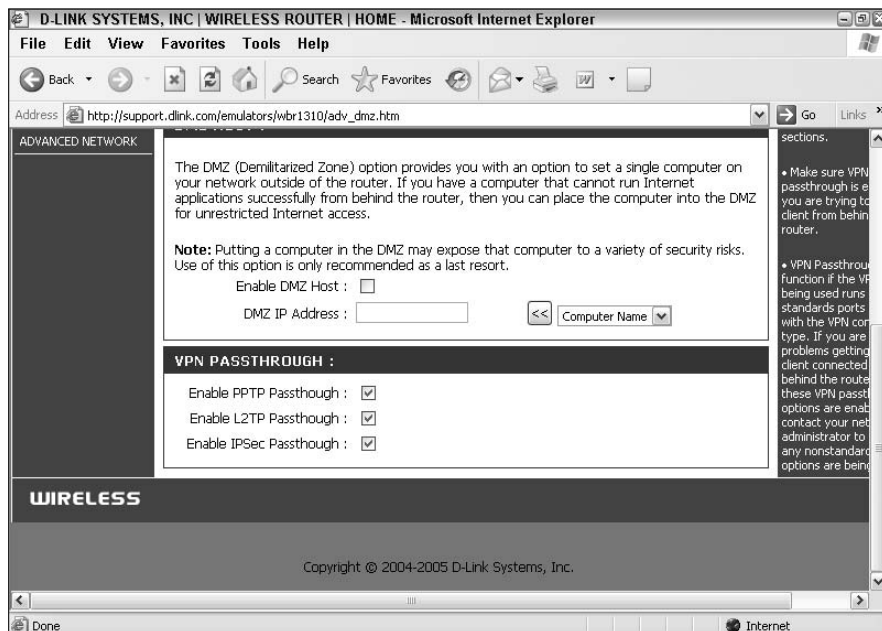 D-LINK SYSTEMS, INC | WIRELESS ROUTER | HOME - Microsoft Internet Explorer
File Edit View Favorites Tools Help
Back Search Favorites
Address http://support.dlink.com/emulators/wbr1310/adv_dmz.htm Go Links »
ADVANCED NETWORK
The DMZ (Demilitarized Zone) option provides you with an option to set a single computer on
your network outside of the router. If you have a computer that cannot run Internet
applications successfully from behind the router, then you can place the computer into the DMZ
for unrestricted Internet access.
Note: Putting a computer in the DMZ may expose that computer to a variety of security risks.
Use of this option is only recommended as a last resort.
Enable DMZ Host :
DMZ IP Address : << Computer Name
VPN PASSTHROUGH :
Enable PPTP Passthough :
Enable L2TP Passthough :
Enable IPSec Passthough :
sections.
• Make sure VPN
passthrough is e
you are trying to
client from behin
router.
• VPN Passthrou
function if the VP
being used runs
standards ports
with the VPN con
type. If you are
problems getting
client connected
behind the route
these VPN passt
options are enab
contact your net
administrator to
any nonstandard
options are being
WIRELESS
Copyright © 2004-2005 D-Link Systems, Inc.
Done Internet